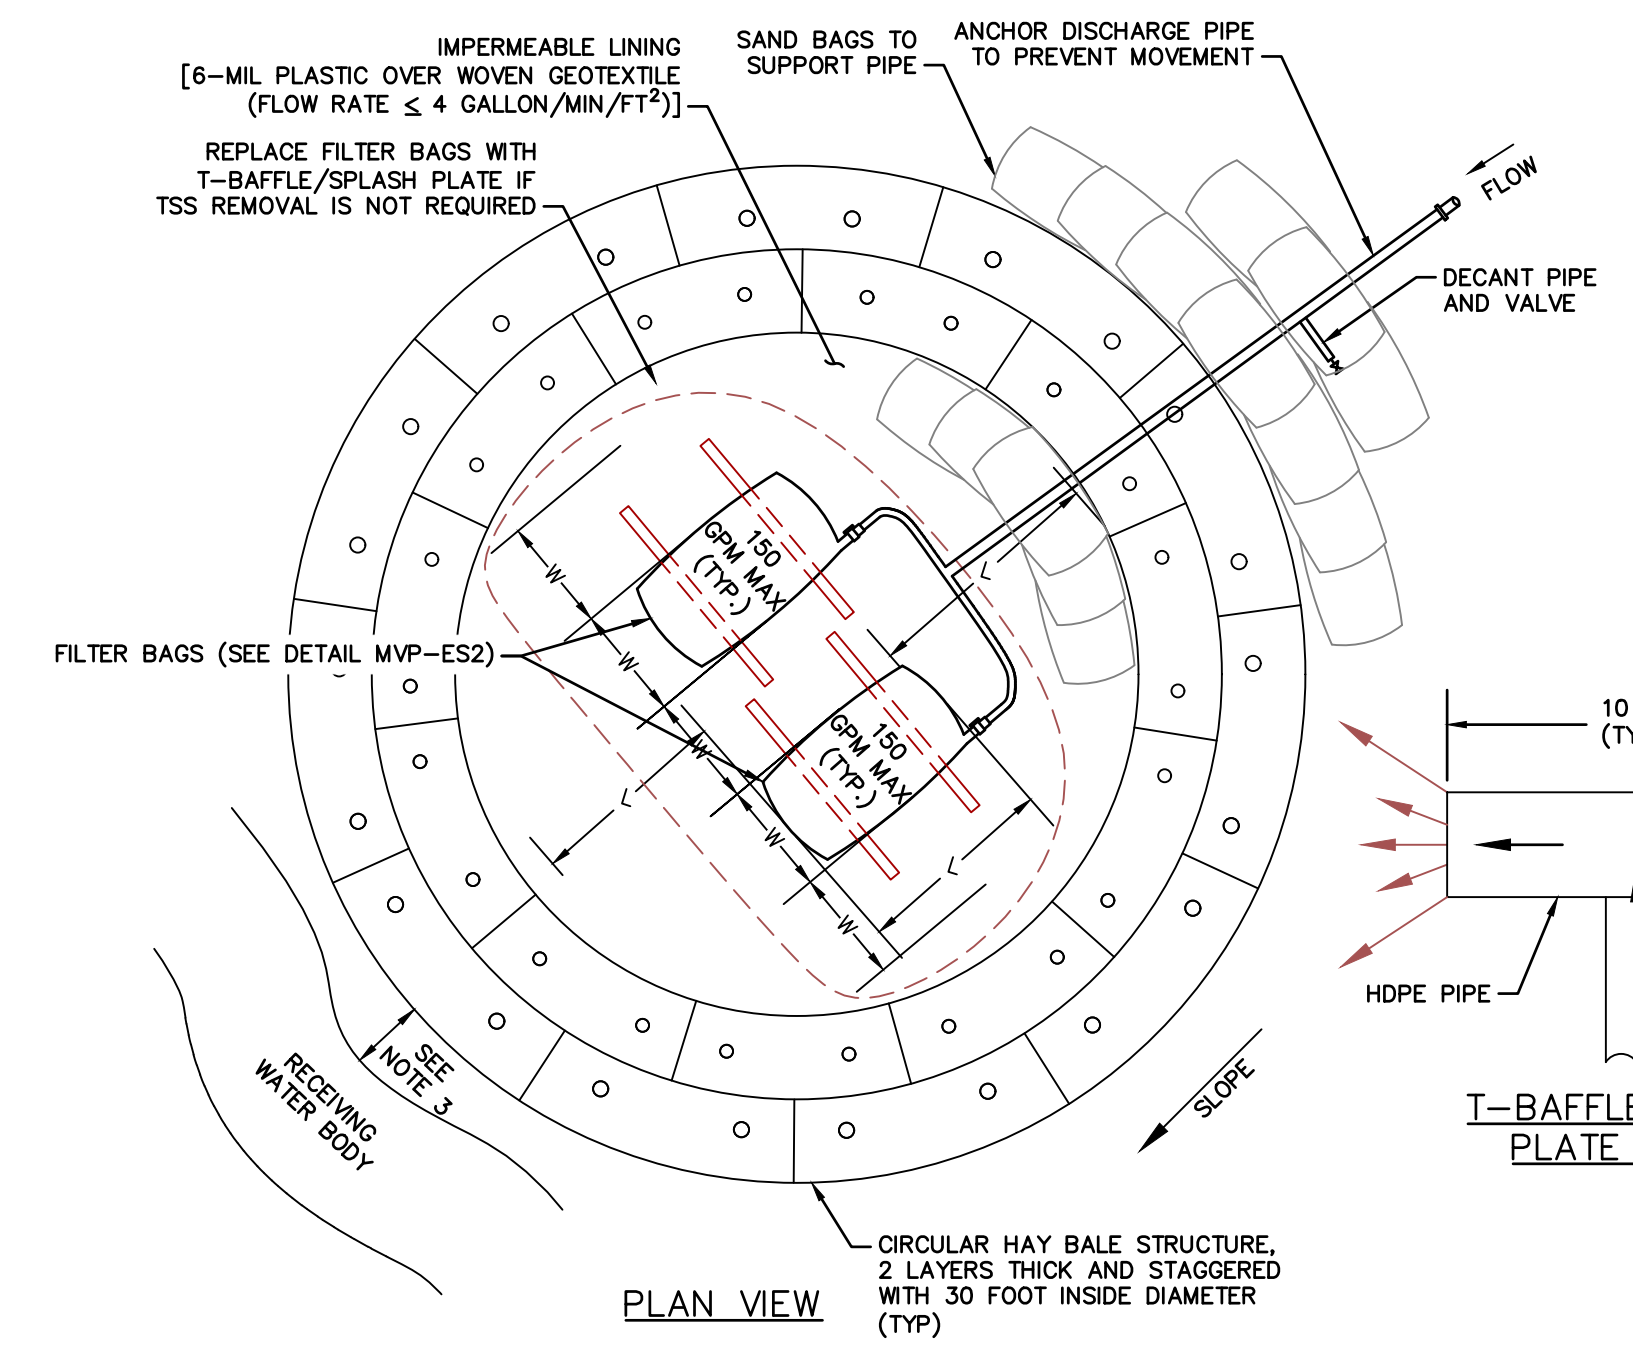 IMPERMEABLE LINING
[6-MIL PLASTIC OVER WOVEN GEOTEXTILE
(FLOW RATE ≤ 4 GALLON/MIN/FT²)]
SAND BAGS TO
SUPPORT PIPE
ANCHOR DISCHARGE PIPE
TO PREVENT MOVEMENT
REPLACE FILTER BAGS WITH
T-BAFFLE/SPLASH PLATE IF
TSS REMOVAL IS NOT REQUIRED
FLOW
DECANT PIPE
AND VALVE
150
GPM MAX
(TYP.)
W
L
FILTER BAGS (SEE DETAIL MVP-ES2)
W
W
L
150
GPM MAX
(TYP.)
W
L
W
10
(TY
HDPE PIPE
SEE
NOTE 3
RECEIVING
WATER BODY
SLOPE
T-BAFFLE
PLATE
CIRCULAR HAY BALE STRUCTURE,
2 LAYERS THICK AND STAGGERED
WITH 30 FOOT INSIDE DIAMETER
(TYP)
PLAN VIEW